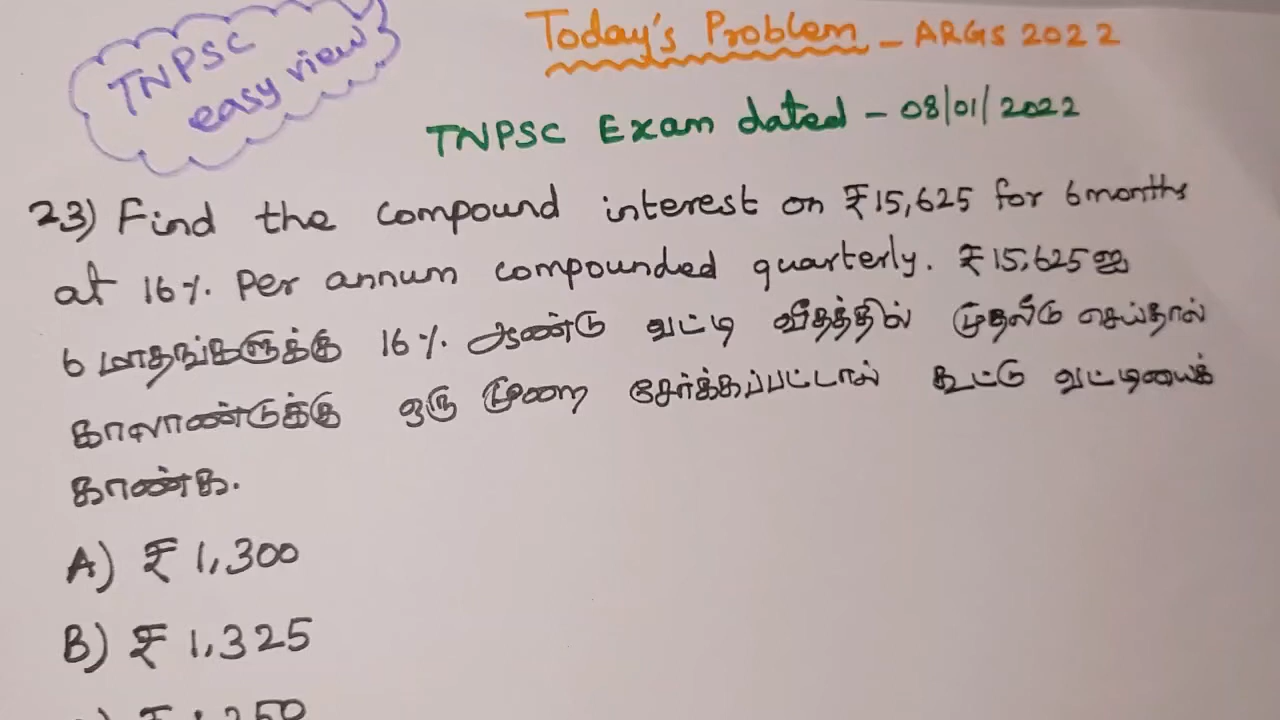 TNPSC
easy view
Today's Problem - ARGS 2022
TNPSC Exam dated - 08/01/2022
23) Find the compound interest on ₹15,625 for 6 months
at 16%. Per annum compounded quarterly. ₹15,625ஐ
6 மாதங்களுக்கு 16%. ஆண்டு வட்டி வீதத்தில் முதலீடு செய்தால்
காலாண்டுக்கு ஒரு முறை சேர்க்கப்பட்டால் கூட்டு வட்டியைக்
காண்க.
A) ₹ 1,300
B) ₹ 1,325